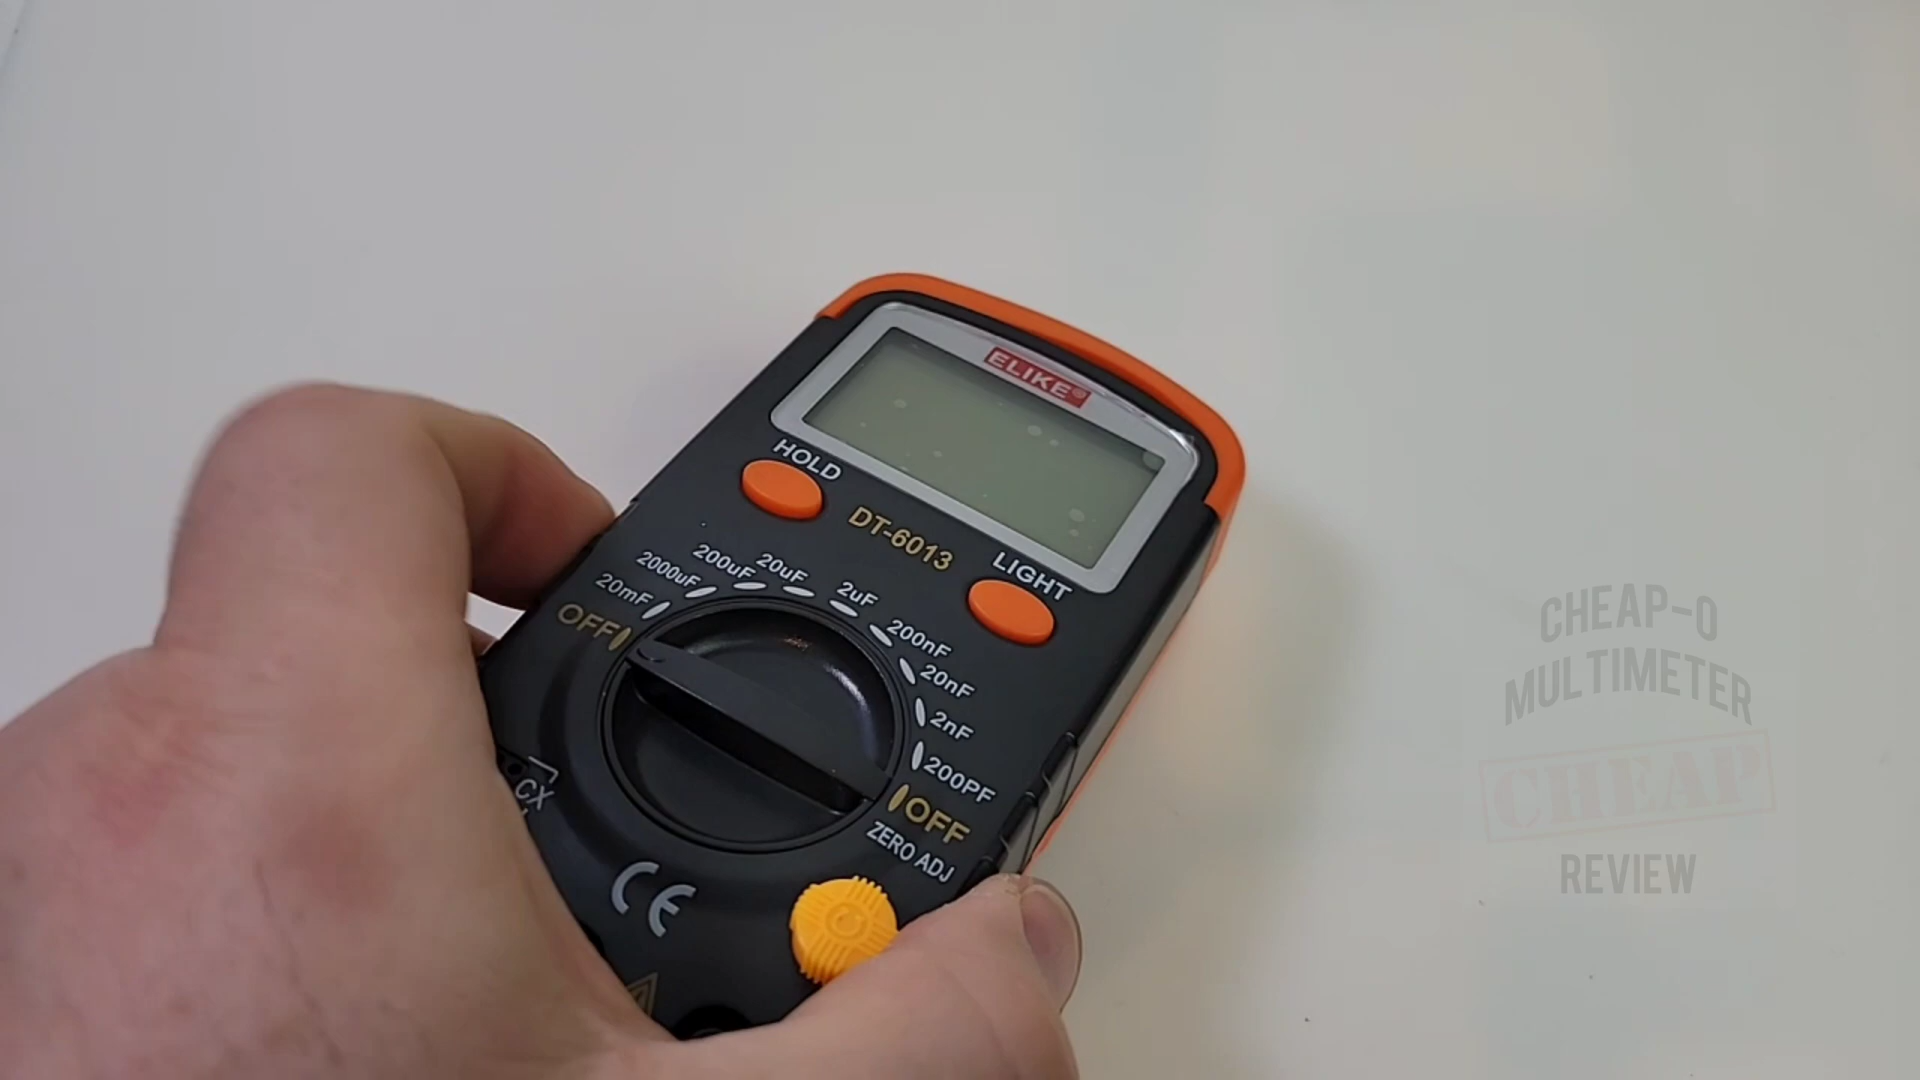 ELIKE®
HOLD
DT-6013
LIGHT
OFF
20mF
2000uF
200uF
20uF
2uF
200nF
20nF
2nF
200PF
OFF
ZERO ADJ
CX
CE
CHEAP-O
MULTIMETER
CHEAP
REVIEW